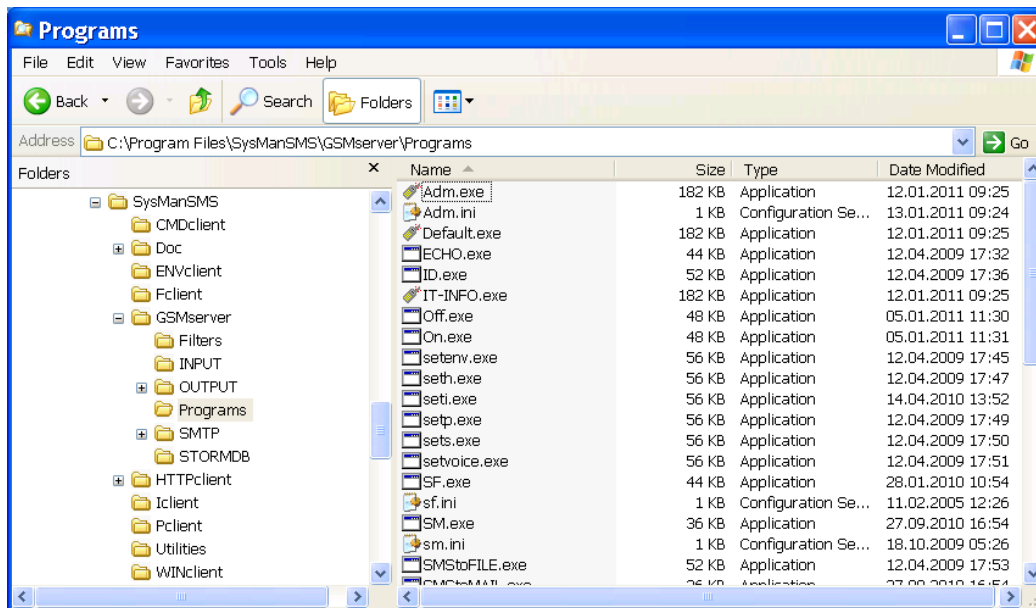 Programs
File Edit View Favorites Tools Help
Back Search Folders
Address C:\Program Files\SysManSMS\GSMserver\Programs Go
Folders
SysManSMS
CMDclient
Doc
ENVclient
Fclient
GSMserver
Filters
INPUT
OUTPUT
Programs
SMTP
STORMDB
HTTPclient
Iclient
Pclient
Utilities
WINclient
Name Size Type Date Modified
Adm.exe 182 KB Application 12.01.2011 09:25
Adm.ini 1 KB Configuration Se... 13.01.2011 09:24
Default.exe 182 KB Application 12.01.2011 09:25
ECHO.exe 44 KB Application 12.04.2009 17:32
ID.exe 52 KB Application 12.04.2009 17:36
IT-INFO.exe 182 KB Application 12.01.2011 09:25
Off.exe 48 KB Application 05.01.2011 11:30
On.exe 48 KB Application 05.01.2011 11:31
setenv.exe 56 KB Application 12.04.2009 17:45
seth.exe 56 KB Application 12.04.2009 17:47
seti.exe 56 KB Application 14.04.2010 13:52
setp.exe 56 KB Application 12.04.2009 17:49
sets.exe 56 KB Application 12.04.2009 17:50
setvoice.exe 56 KB Application 12.04.2009 17:51
SF.exe 44 KB Application 28.01.2010 10:54
sf.ini 1 KB Configuration Se... 11.02.2005 12:26
SM.exe 36 KB Application 27.09.2010 16:54
sm.ini 1 KB Configuration Se... 18.10.2009 05:26
SMStoFILE.exe 52 KB Application 12.04.2009 17:53